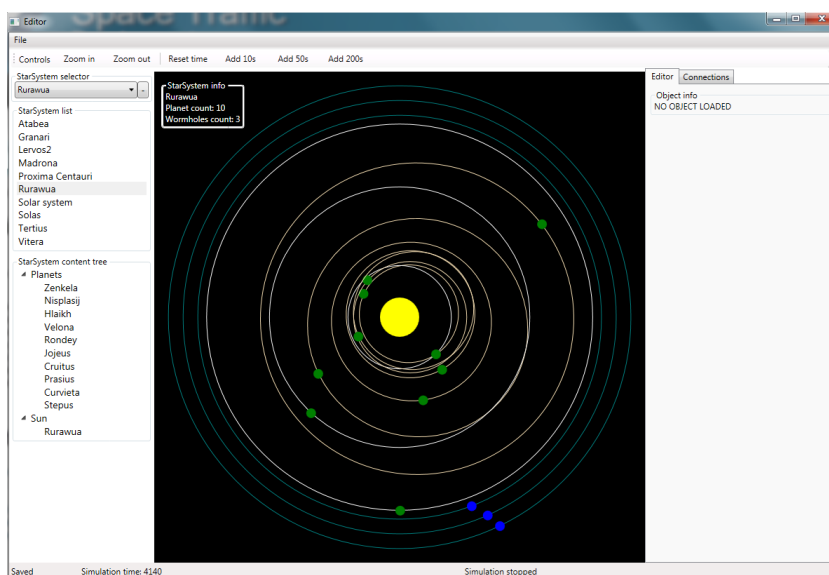 Space Traffic
Editor
File
Controls Zoom in Zoom out Reset time Add 10s Add 50s Add 200s
StarSystem selector
Rurawua
StarSystem list
Atabea
Granari
Lervos2
Madrona
Proxima Centauri
Rurawua
Solar system
Solas
Tertius
Vitera
StarSystem content tree
Planets
Zenkela
Nisplasij
Hlaikh
Velona
Rondey
Jojeus
Cruitus
Prasius
Curvieta
Stepus
Sun
Rurawua
StarSystem info
Rurawua
Planet count: 10
Wormholes count: 3
Editor Connections
Object info
NO OBJECT LOADED
Saved Simulation time: 4140 Simulation stopped